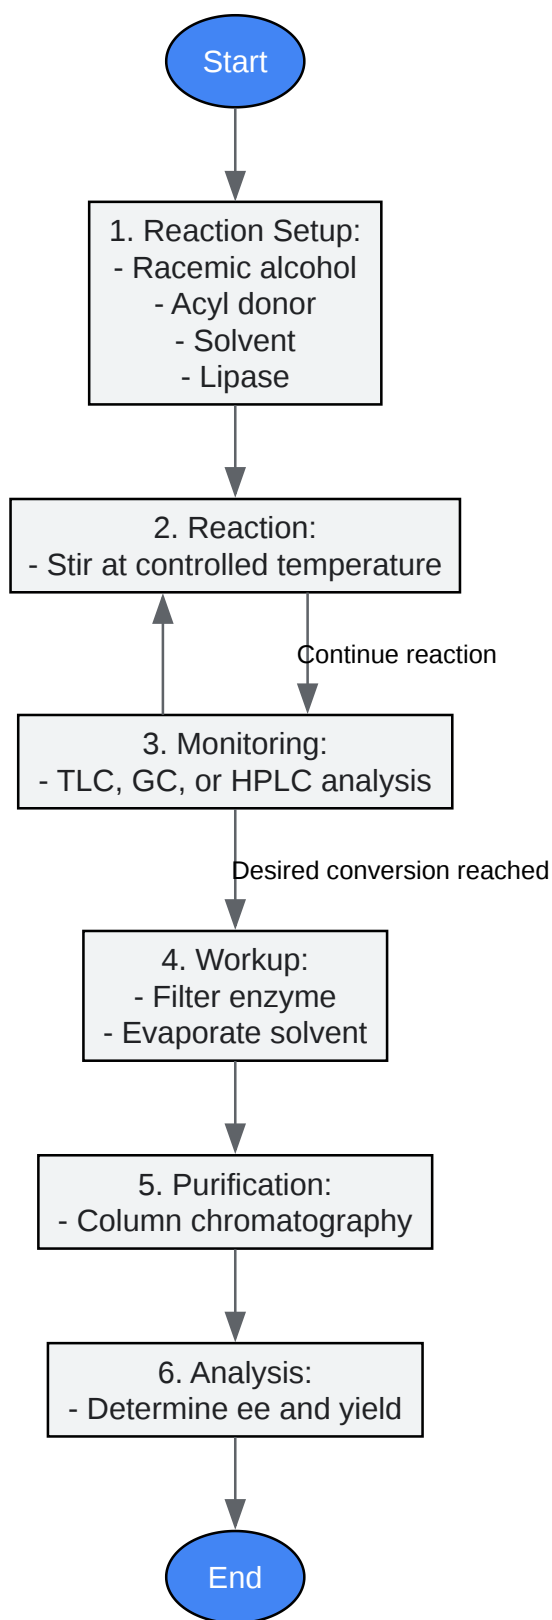 Start
1. Reaction Setup:
- Racemic alcohol
- Acyl donor
- Solvent
- Lipase
2. Reaction:
- Stir at controlled temperature
Continue reaction
3. Monitoring:
- TLC, GC, or HPLC analysis
Desired conversion reached
4. Workup:
- Filter enzyme
- Evaporate solvent
5. Purification:
- Column chromatography
6. Analysis:
- Determine ee and yield
End